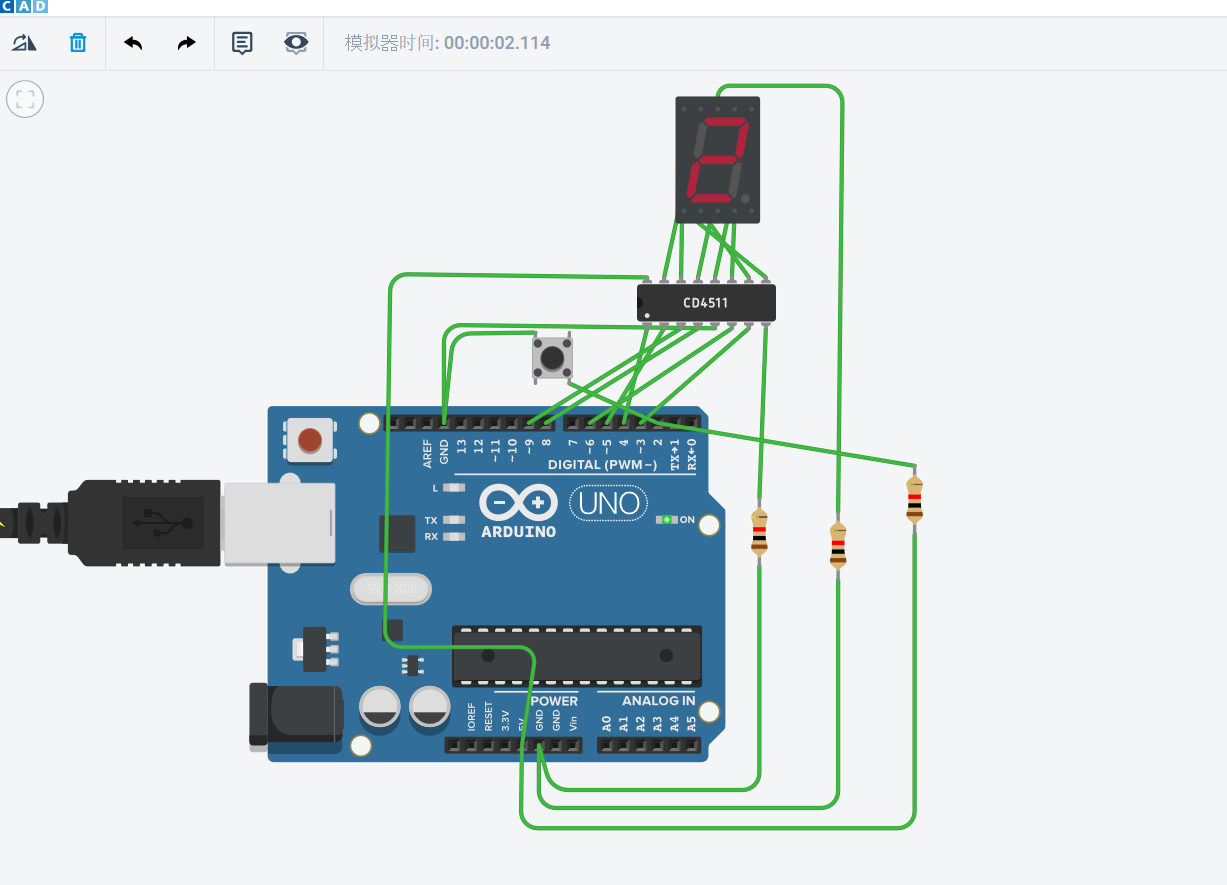 CAD
模拟器时间: 00:00:02.114
CD4511
AREF
GND
13
12
~11
~10
~9
8
7
~6
~5
4
~3
2
TX→1
RX←0
DIGITAL (PWM~)
L
TX
RX
ARDUINO
UNO
ON
IOREF
RESET
3.3V
5V
GND
GND
Vin
POWER
ANALOG IN
A0
A1
A2
A3
A4
A5